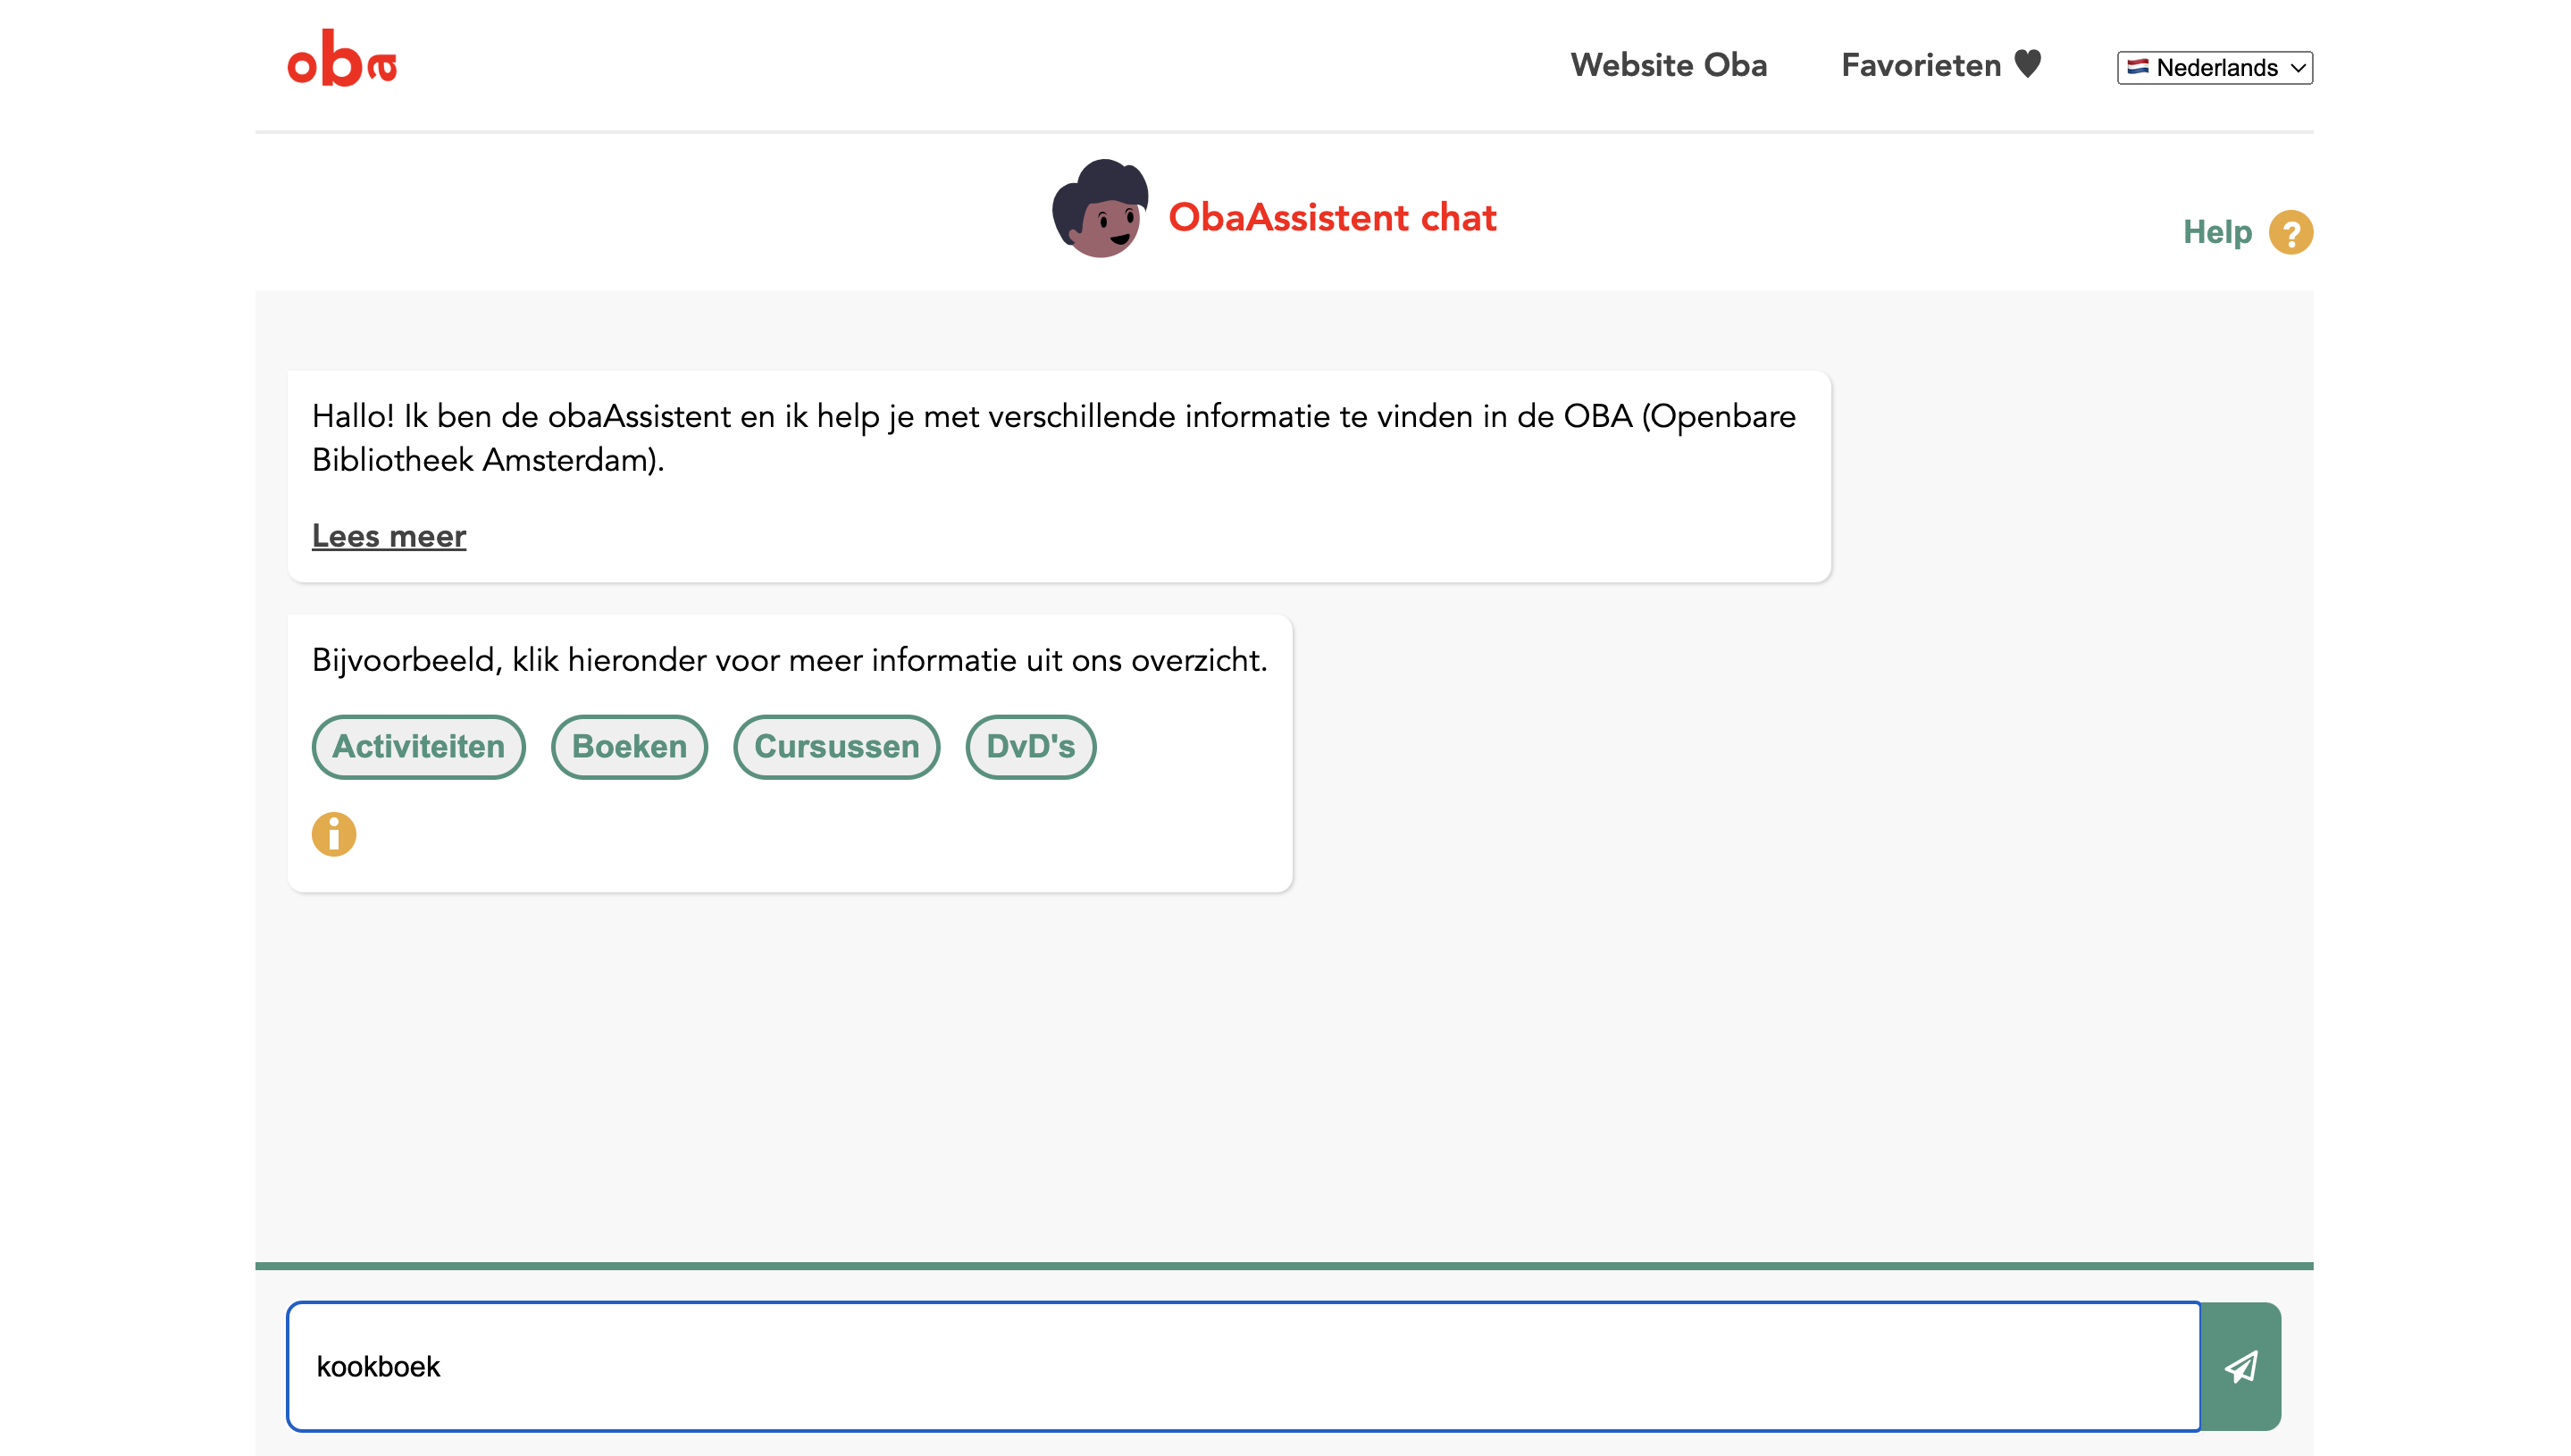 oba
Website Oba
Favorieten
Nederlands
ObaAssistent chat
Help ?
Hallo! Ik ben de obaAssistent en ik help je met verschillende informatie te vinden in de OBA (Openbare
Bibliotheek Amsterdam).
Lees meer
Bijvoorbeeld, klik hieronder voor meer informatie uit ons overzicht.
Activiteiten
Boeken
Cursussen
DvD's
i
kookboek